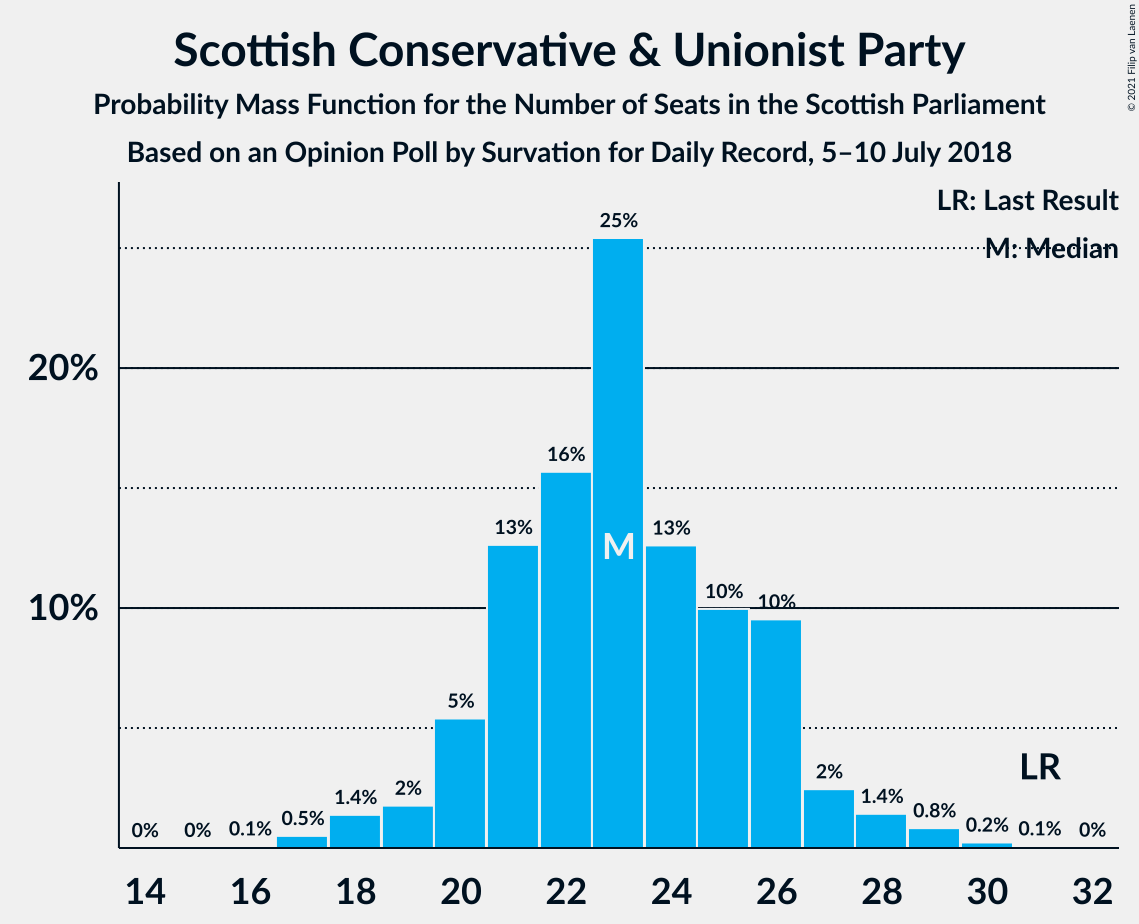 Scottish Conservative & Unionist Party
Probability Mass Function for the Number of Seats in the Scottish Parliament
Based on an Opinion Poll by Survation for Daily Record, 5–10 July 2018
© 2021 Filip van Laenen
LR: Last Result
M: Median
20%
10%
0% 0% 0.1% 0.5% 1.4% 2% 5% 13% 16% 25% 13% 10% 10% 2% 1.4% 0.8% 0.2% 0.1% 0%
M
LR
14 16 18 20 22 24 26 28 30 32